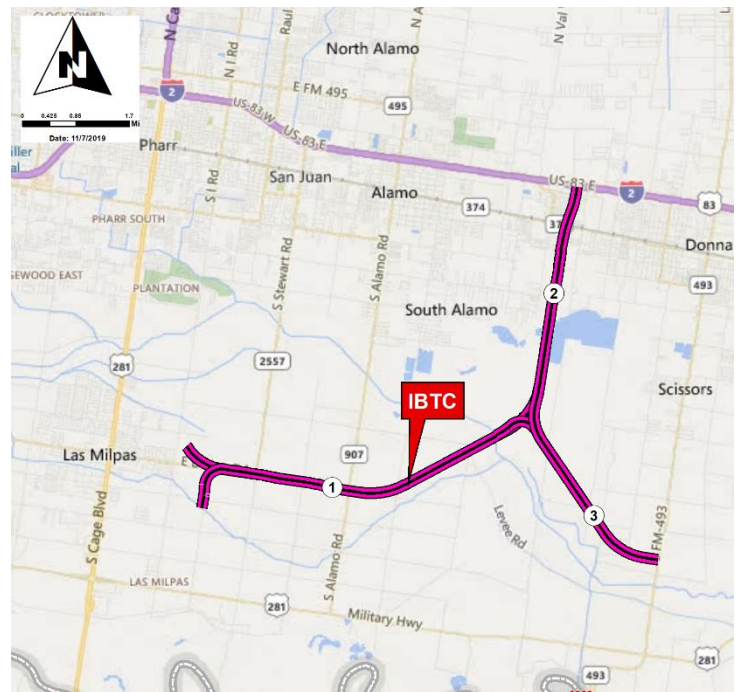 CLOCKTOWER
N
0 0.425 0.85 1.7
Mi
Date: 11/7/2019
N Ca
N I Rd
Raul
N A
N Val
North Alamo
E FM 495
495
2
US-83 W
US-83 E
Pharr
San Juan
Alamo
US-83 E
2
83
374
Donna
S I Rd
PHARR SOUTH
EDGEWOOD EAST
PLANTATION
S Stewart Rd
S Alamo Rd
493
2
South Alamo
281
2557
Scissors
IBTC
Las Milpas
907
1
3
S Cage Blvd
Levee Rd
FM-493
S Alamo Rd
LAS MILPAS
281
Military Hwy
281
493